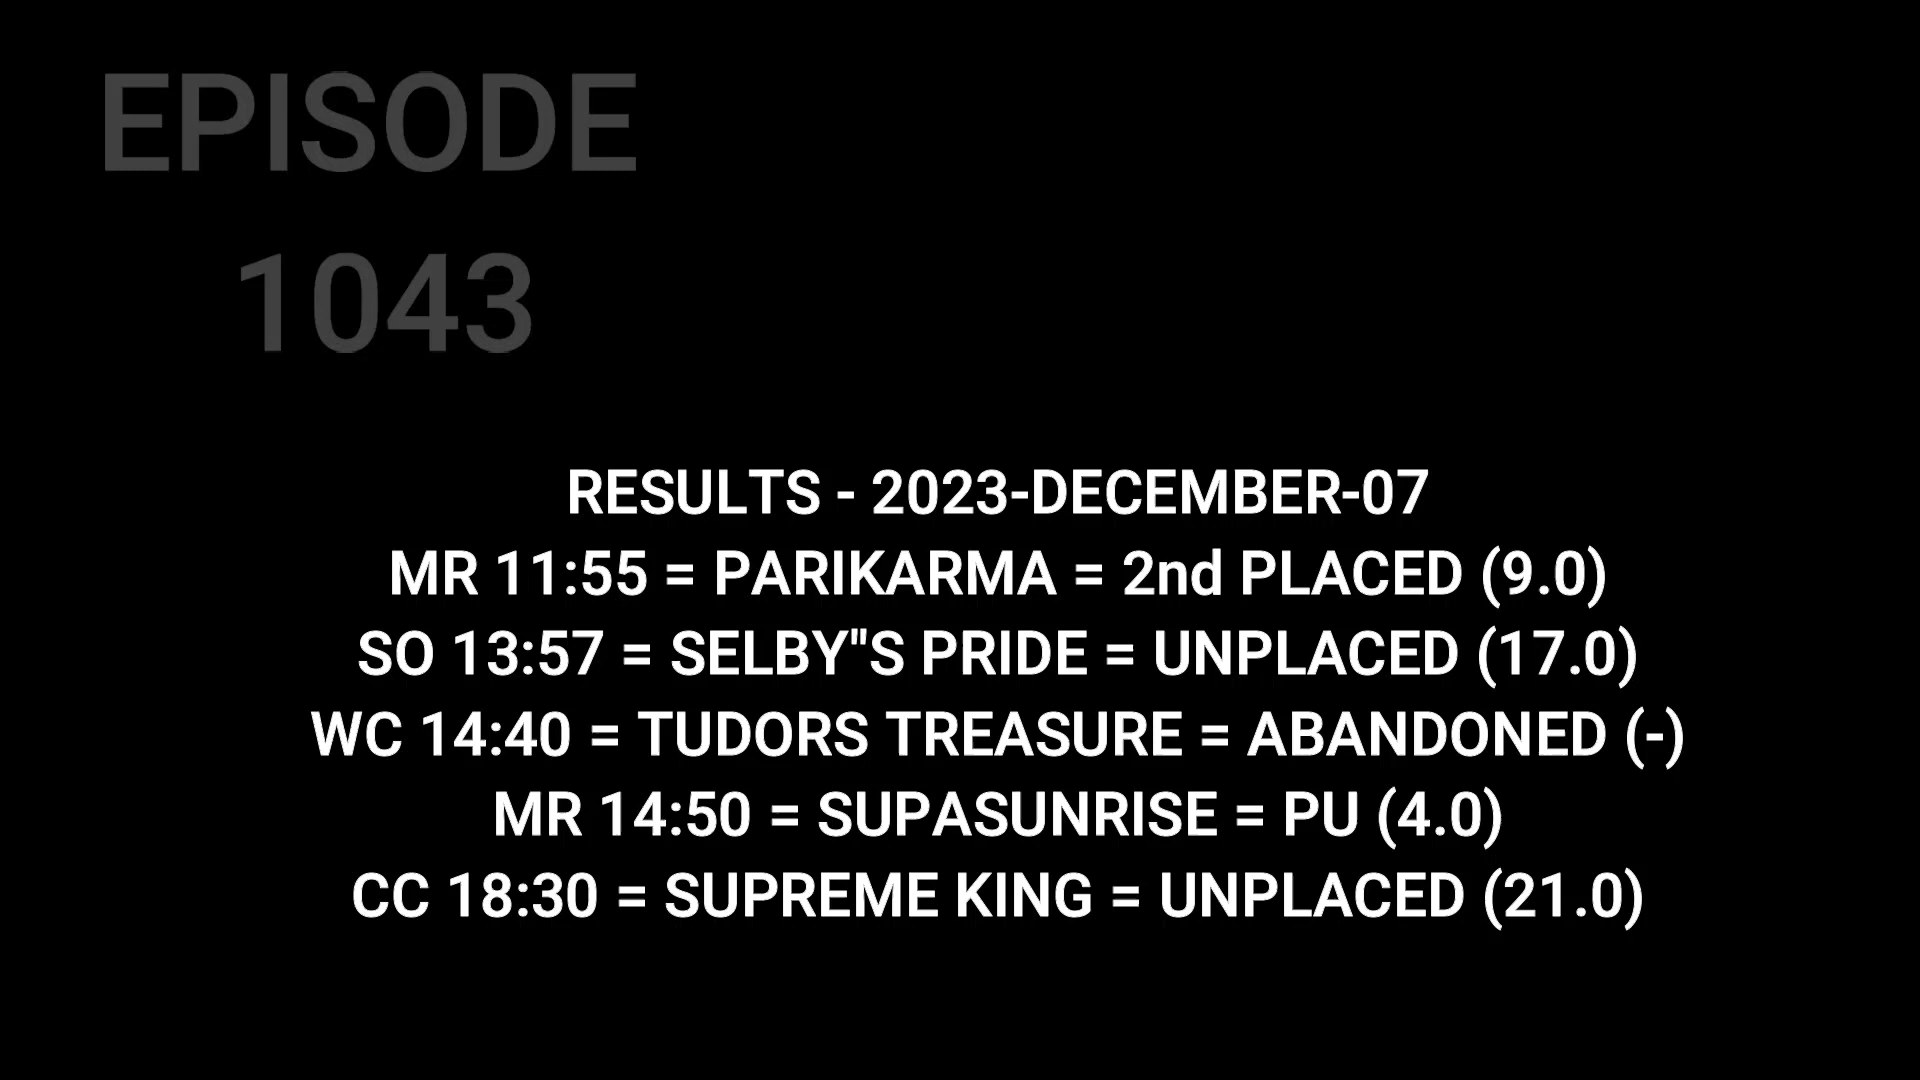 EPISODE
1043
RESULTS - 2023-DECEMBER-07
MR 11:55 = PARIKARMA = 2nd PLACED (9.0)
SO 13:57 = SELBY"S PRIDE = UNPLACED (17.0)
WC 14:40 = TUDORS TREASURE = ABANDONED (-)
MR 14:50 = SUPASUNRISE = PU (4.0)
CC 18:30 = SUPREME KING = UNPLACED (21.0)